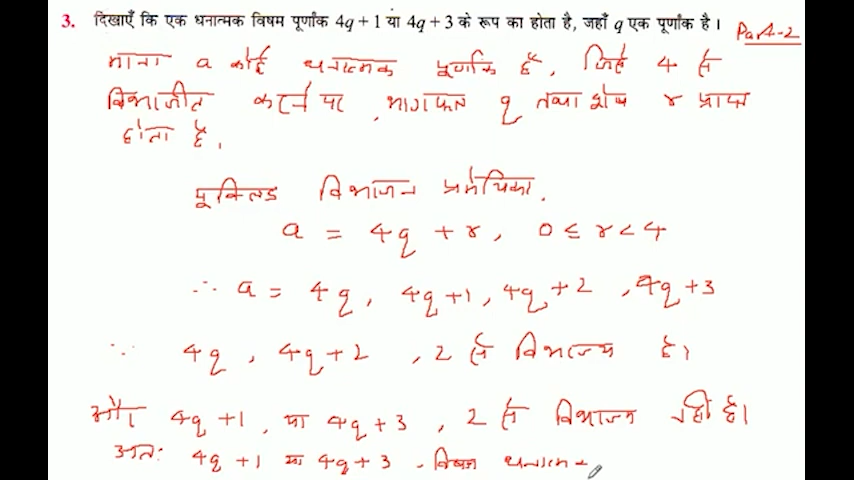 3. दिखाएँ कि एक धनात्मक विषम पूर्णांक 4q + 1 या 4q + 3 के रूप का होता है, जहाँ q एक पूर्णांक है।
Part-2
माना a कोई धनात्मक पूर्णांक है, जिसे 4 से
विभाजीत करने पर, भागफल q तथा शेष r प्राप्त
होता है,
यूक्लिड विभाजन प्रमेयिका,
a = 4q + r, 0 ≤ r < 4
∴ a = 4q, 4q+1, 4q+2, 4q+3
∵ 4q, 4q+2, 2 से विभाज्य है।
और 4q+1, या 4q+3, 2 से विभाज्य नहीं है।
अतः 4q+1 या 4q+3, विषम धनात्म